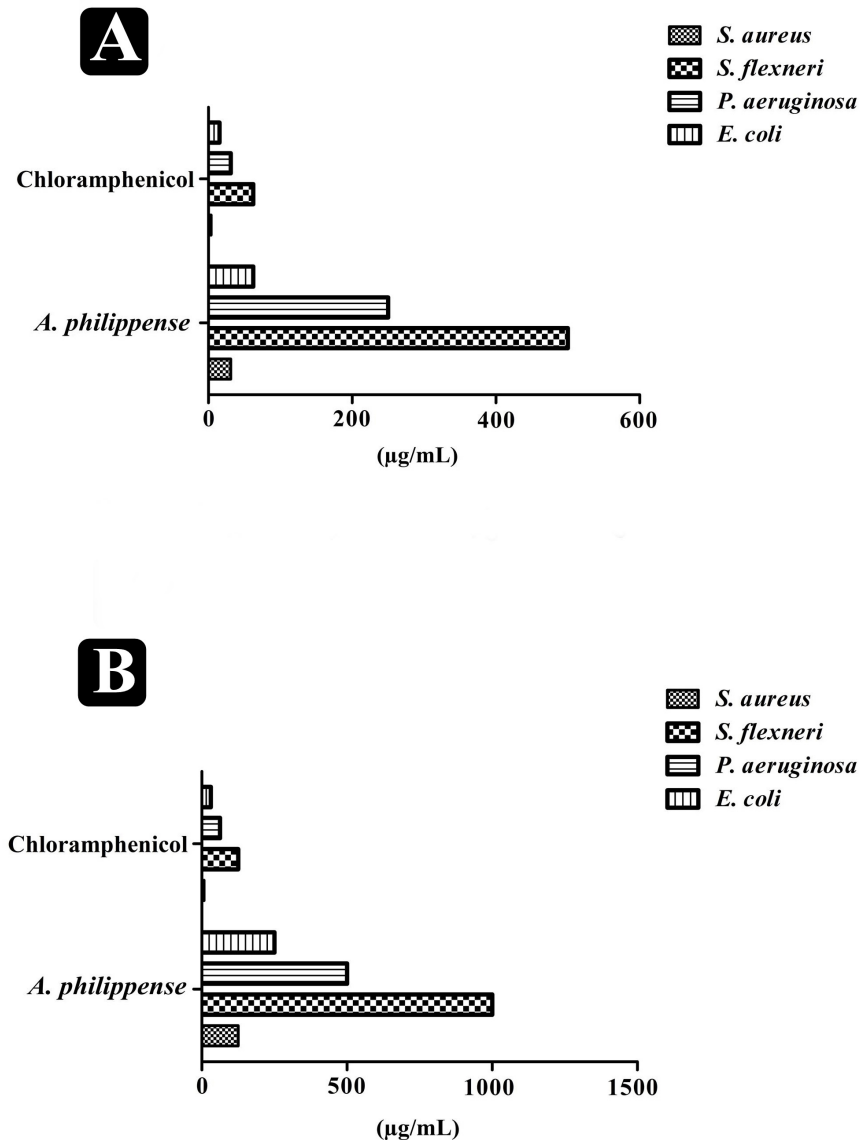 A
S. aureus
S. flexneri
P. aeruginosa
E. coli
Chloramphenicol
A. philippense
0 200 400 600
(µg/mL)
B
S. aureus
S. flexneri
P. aeruginosa
E. coli
Chloramphenicol
A. philippense
0 500 1000 1500
(µg/mL)